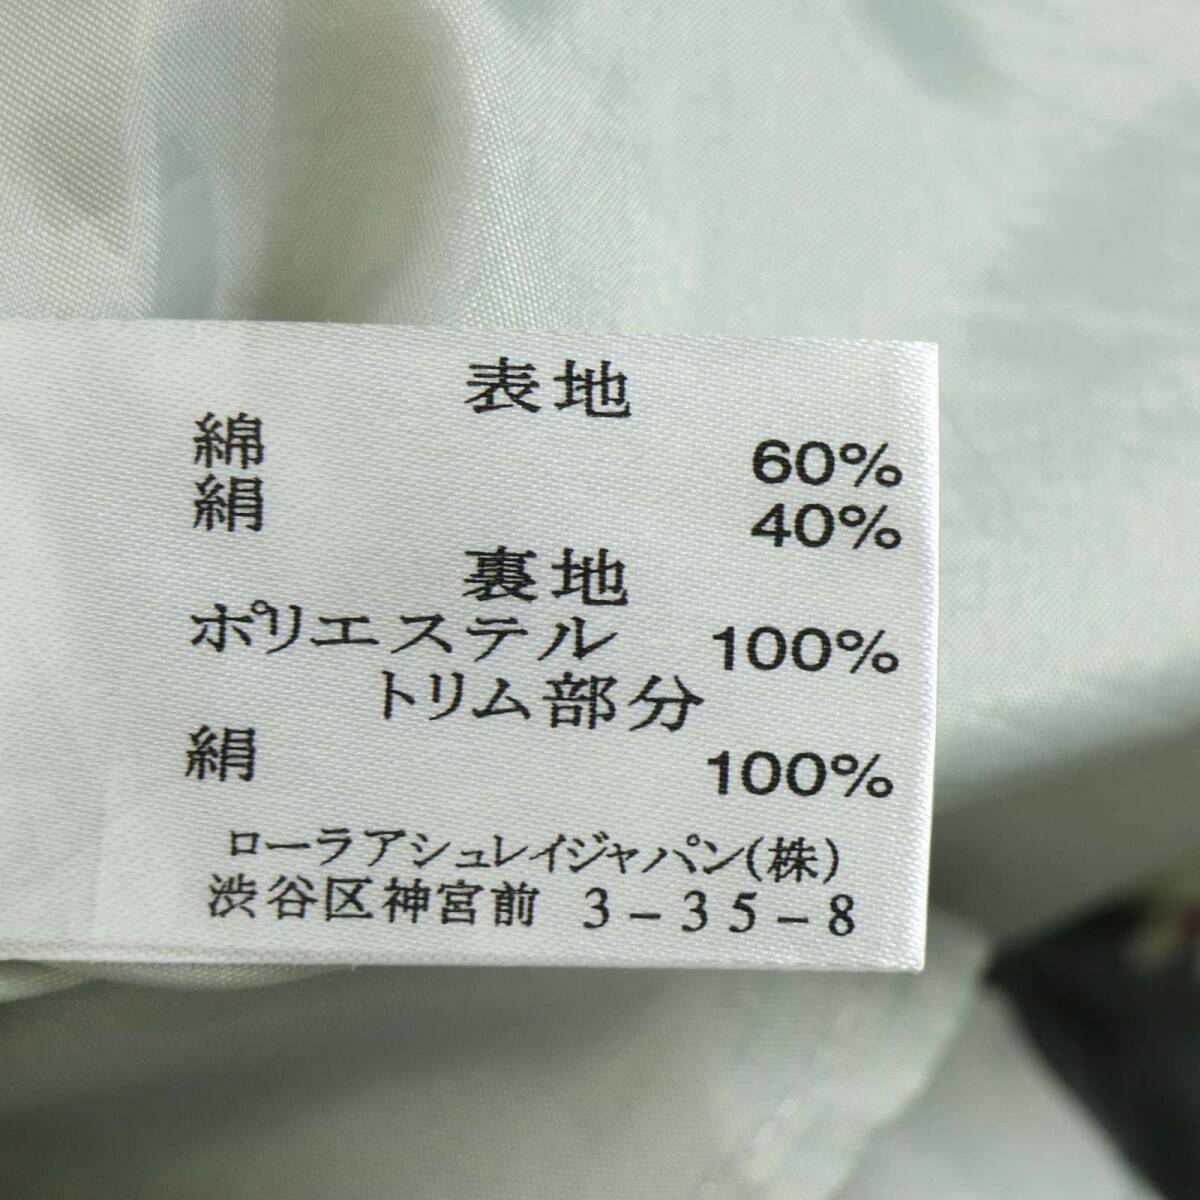 表地
綿 60%
絹 40%
裏地
ポリエステル 100%
トリム部分
絹 100%
ローラアシュレイジャパン(株)
渋谷区神宮前 3-35-8